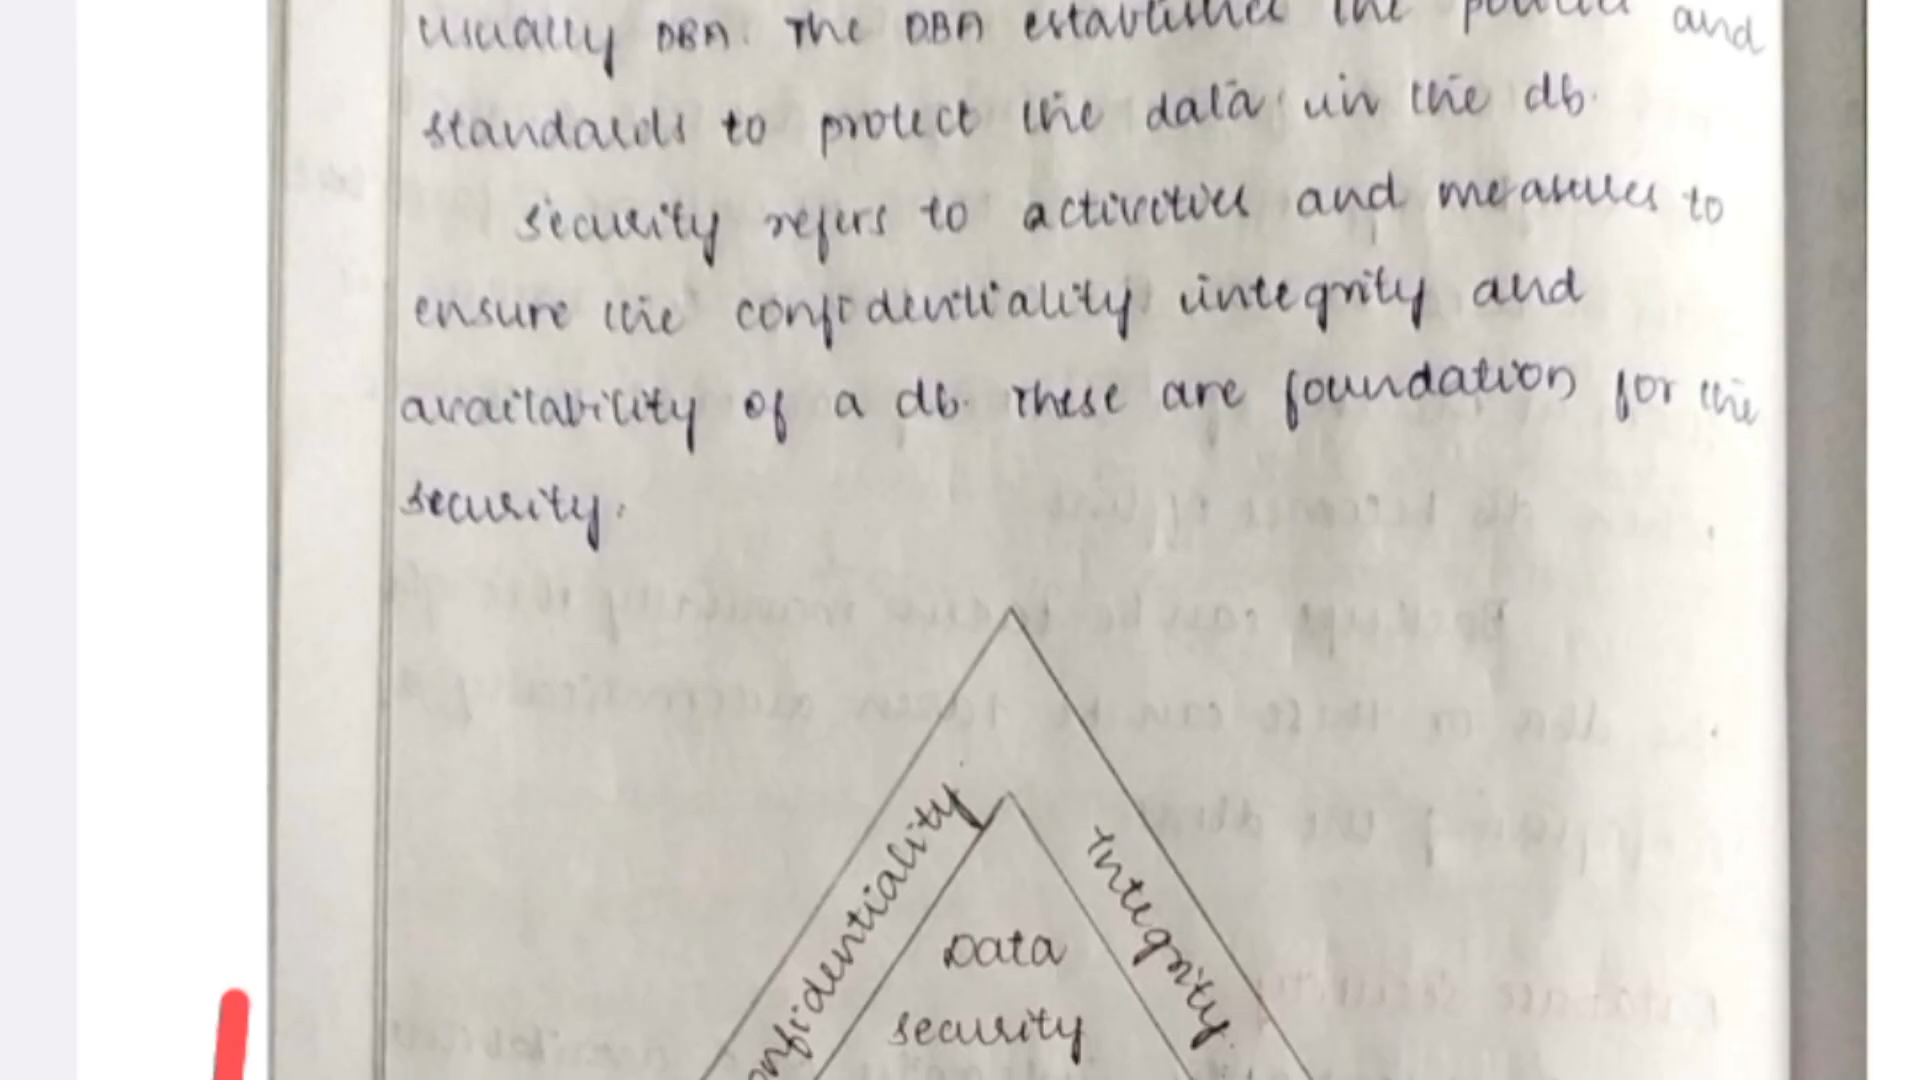 usually DBA. The DBA establishes the policies and
standards to protect the data in the db.
security refers to activities and measures to
ensure the confidentiality integrity and
availability of a db. These are foundation for the
security.
confidentiality
Integrity
Data
security